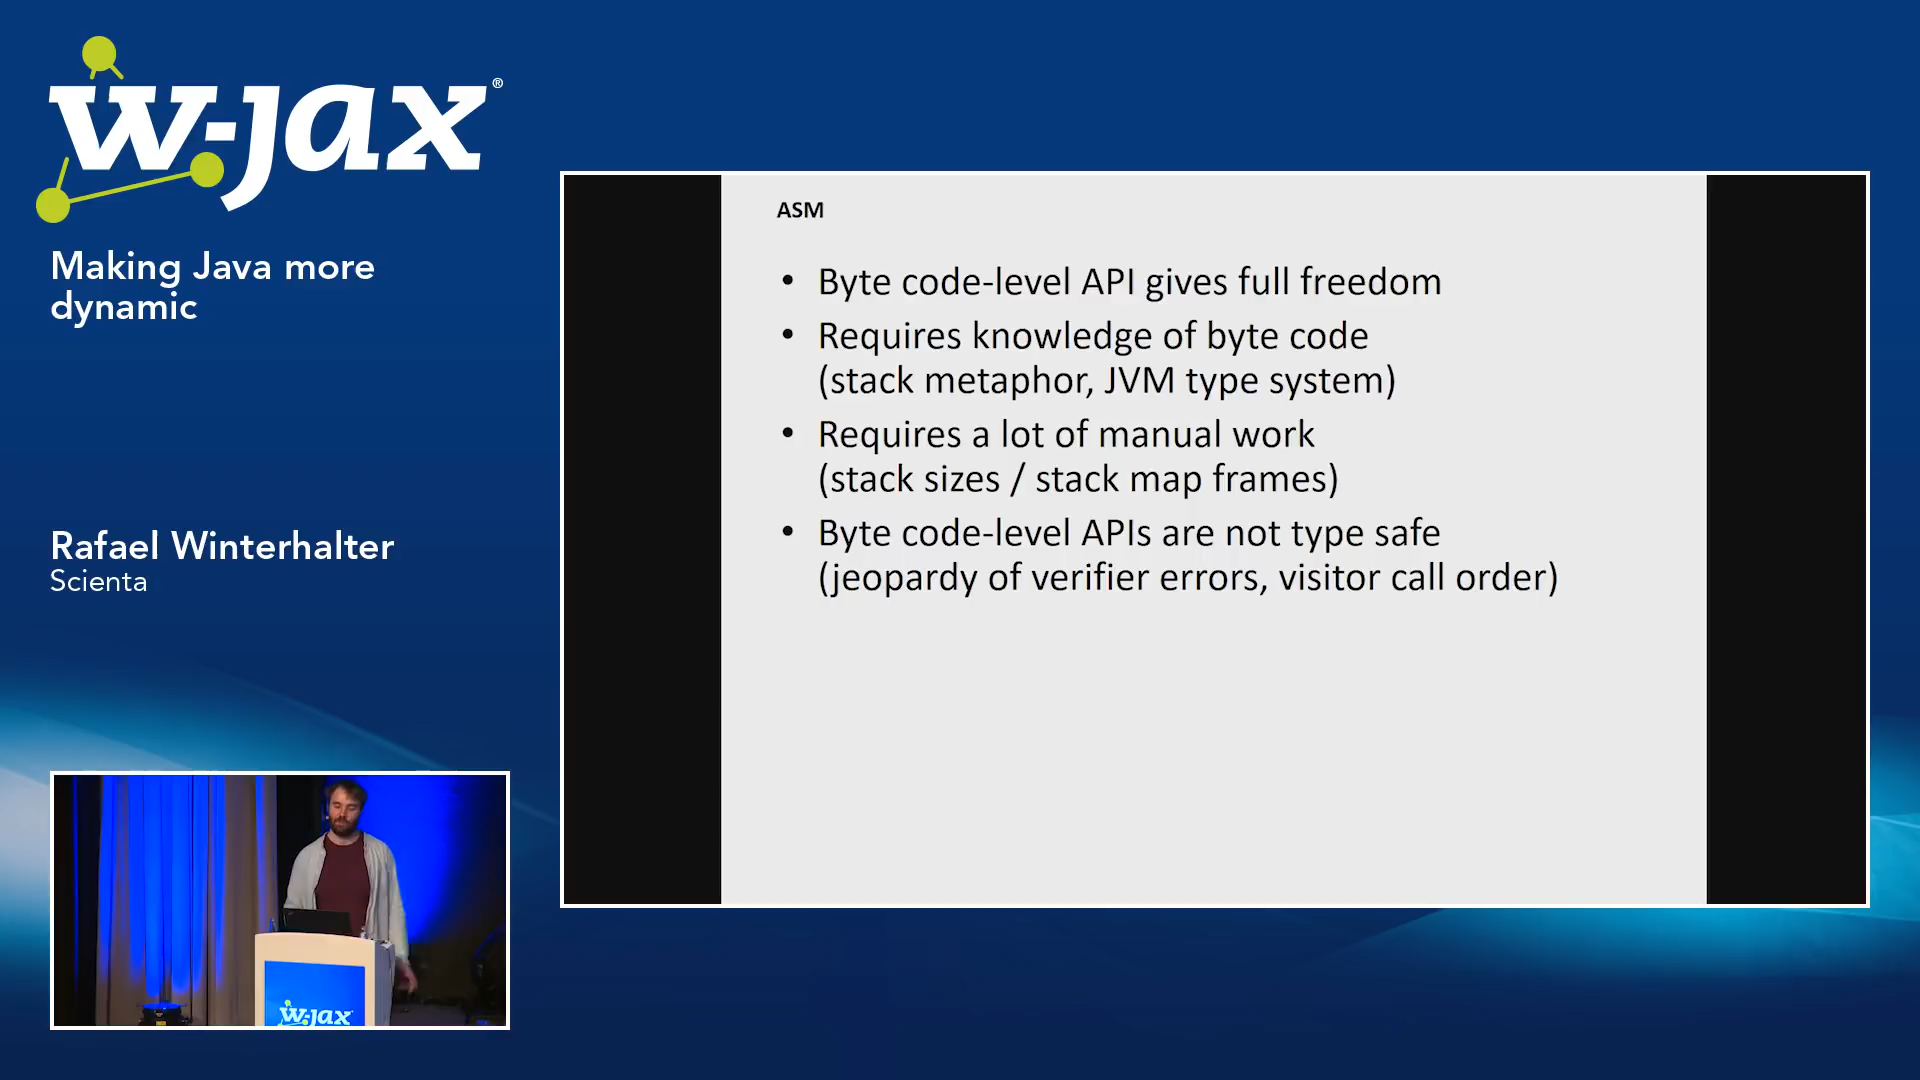 w-jax®
Making Java more
dynamic
Rafael Winterhalter
Scienta
ASM
• Byte code-level API gives full freedom
• Requires knowledge of byte code
(stack metaphor, JVM type system)
• Requires a lot of manual work
(stack sizes / stack map frames)
• Byte code-level APIs are not type safe
(jeopardy of verifier errors, visitor call order)
w-jax